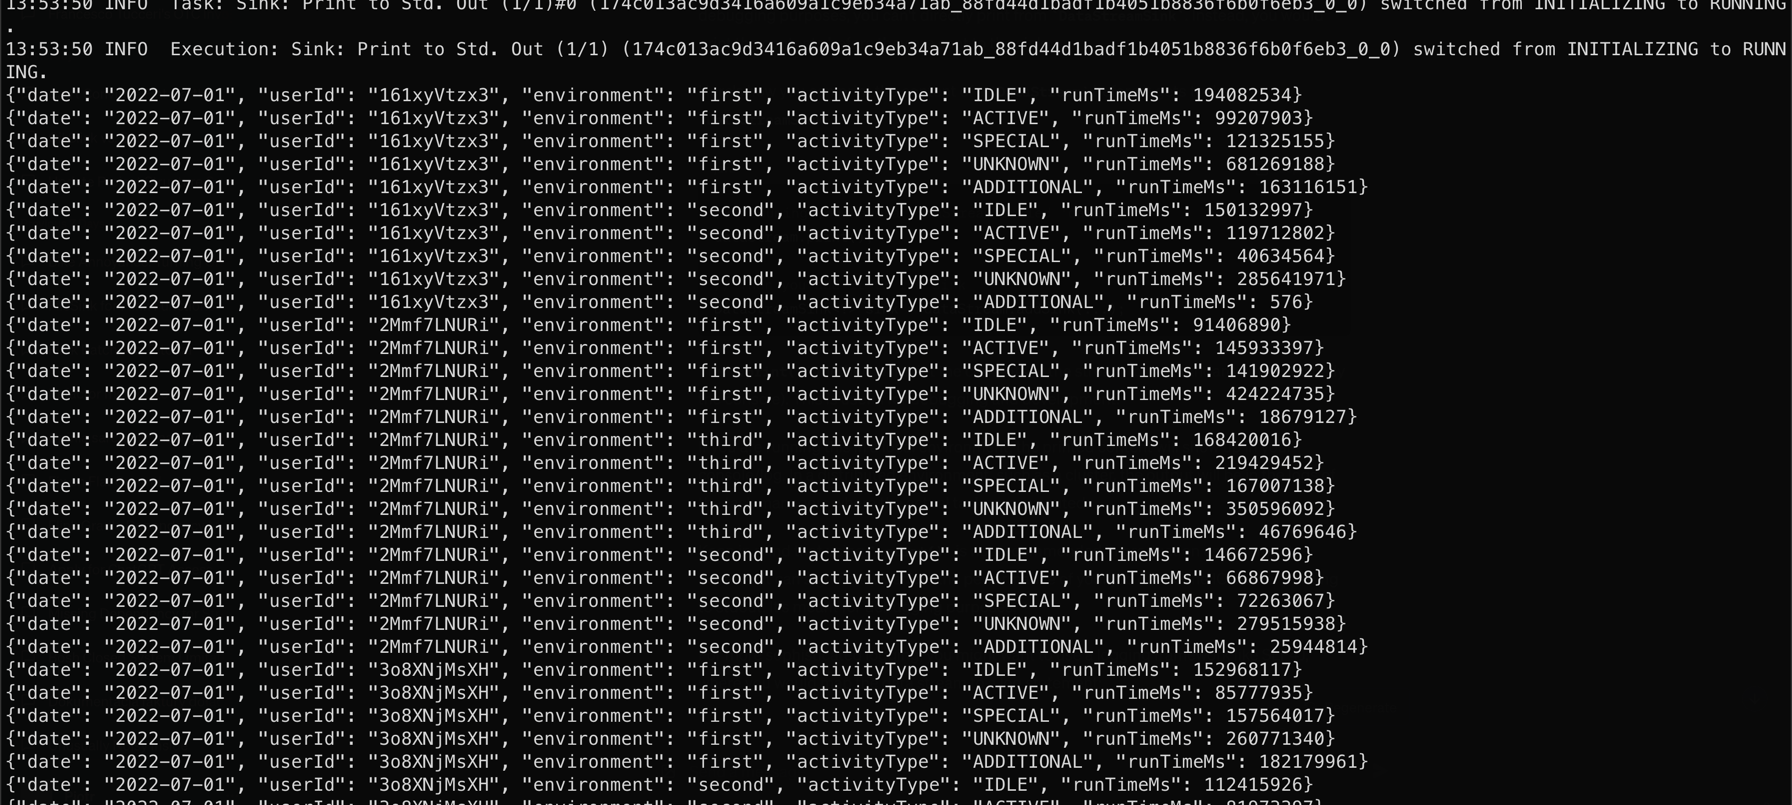 13:53:50 INFO  Task: Sink: Print to Std. Out (1/1)#0 (174c013ac9d3416a609a1c9eb34a71ab_88fd44d1badf1b4051b8836f6b0f6eb3_0_0) switched from INITIALIZING to RUNNING
.
13:53:50 INFO  Execution: Sink: Print to Std. Out (1/1) (174c013ac9d3416a609a1c9eb34a71ab_88fd44d1badf1b4051b8836f6b0f6eb3_0_0) switched from INITIALIZING to RUNN
ING.
{"date": "2022-07-01", "userId": "161xyVtzx3", "environment": "first", "activityType": "IDLE", "runTimeMs": 194082534}
{"date": "2022-07-01", "userId": "161xyVtzx3", "environment": "first", "activityType": "ACTIVE", "runTimeMs": 99207903}
{"date": "2022-07-01", "userId": "161xyVtzx3", "environment": "first", "activityType": "SPECIAL", "runTimeMs": 121325155}
{"date": "2022-07-01", "userId": "161xyVtzx3", "environment": "first", "activityType": "UNKNOWN", "runTimeMs": 681269188}
{"date": "2022-07-01", "userId": "161xyVtzx3", "environment": "first", "activityType": "ADDITIONAL", "runTimeMs": 163116151}
{"date": "2022-07-01", "userId": "161xyVtzx3", "environment": "second", "activityType": "IDLE", "runTimeMs": 150132997}
{"date": "2022-07-01", "userId": "161xyVtzx3", "environment": "second", "activityType": "ACTIVE", "runTimeMs": 119712802}
{"date": "2022-07-01", "userId": "161xyVtzx3", "environment": "second", "activityType": "SPECIAL", "runTimeMs": 40634564}
{"date": "2022-07-01", "userId": "161xyVtzx3", "environment": "second", "activityType": "UNKNOWN", "runTimeMs": 285641971}
{"date": "2022-07-01", "userId": "161xyVtzx3", "environment": "second", "activityType": "ADDITIONAL", "runTimeMs": 576}
{"date": "2022-07-01", "userId": "2Mmf7LNURi", "environment": "first", "activityType": "IDLE", "runTimeMs": 91406890}
{"date": "2022-07-01", "userId": "2Mmf7LNURi", "environment": "first", "activityType": "ACTIVE", "runTimeMs": 145933397}
{"date": "2022-07-01", "userId": "2Mmf7LNURi", "environment": "first", "activityType": "SPECIAL", "runTimeMs": 141902922}
{"date": "2022-07-01", "userId": "2Mmf7LNURi", "environment": "first", "activityType": "UNKNOWN", "runTimeMs": 424224735}
{"date": "2022-07-01", "userId": "2Mmf7LNURi", "environment": "first", "activityType": "ADDITIONAL", "runTimeMs": 18679127}
{"date": "2022-07-01", "userId": "2Mmf7LNURi", "environment": "third", "activityType": "IDLE", "runTimeMs": 168420016}
{"date": "2022-07-01", "userId": "2Mmf7LNURi", "environment": "third", "activityType": "ACTIVE", "runTimeMs": 219429452}
{"date": "2022-07-01", "userId": "2Mmf7LNURi", "environment": "third", "activityType": "SPECIAL", "runTimeMs": 167007138}
{"date": "2022-07-01", "userId": "2Mmf7LNURi", "environment": "third", "activityType": "UNKNOWN", "runTimeMs": 350596092}
{"date": "2022-07-01", "userId": "2Mmf7LNURi", "environment": "third", "activityType": "ADDITIONAL", "runTimeMs": 46769646}
{"date": "2022-07-01", "userId": "2Mmf7LNURi", "environment": "second", "activityType": "IDLE", "runTimeMs": 146672596}
{"date": "2022-07-01", "userId": "2Mmf7LNURi", "environment": "second", "activityType": "ACTIVE", "runTimeMs": 66867998}
{"date": "2022-07-01", "userId": "2Mmf7LNURi", "environment": "second", "activityType": "SPECIAL", "runTimeMs": 72263067}
{"date": "2022-07-01", "userId": "2Mmf7LNURi", "environment": "second", "activityType": "UNKNOWN", "runTimeMs": 279515938}
{"date": "2022-07-01", "userId": "2Mmf7LNURi", "environment": "second", "activityType": "ADDITIONAL", "runTimeMs": 25944814}
{"date": "2022-07-01", "userId": "3o8XNjMsXH", "environment": "first", "activityType": "IDLE", "runTimeMs": 152968117}
{"date": "2022-07-01", "userId": "3o8XNjMsXH", "environment": "first", "activityType": "ACTIVE", "runTimeMs": 85777935}
{"date": "2022-07-01", "userId": "3o8XNjMsXH", "environment": "first", "activityType": "SPECIAL", "runTimeMs": 157564017}
{"date": "2022-07-01", "userId": "3o8XNjMsXH", "environment": "first", "activityType": "UNKNOWN", "runTimeMs": 260771340}
{"date": "2022-07-01", "userId": "3o8XNjMsXH", "environment": "first", "activityType": "ADDITIONAL", "runTimeMs": 182179961}
{"date": "2022-07-01", "userId": "3o8XNjMsXH", "environment": "second", "activityType": "IDLE", "runTimeMs": 112415926}